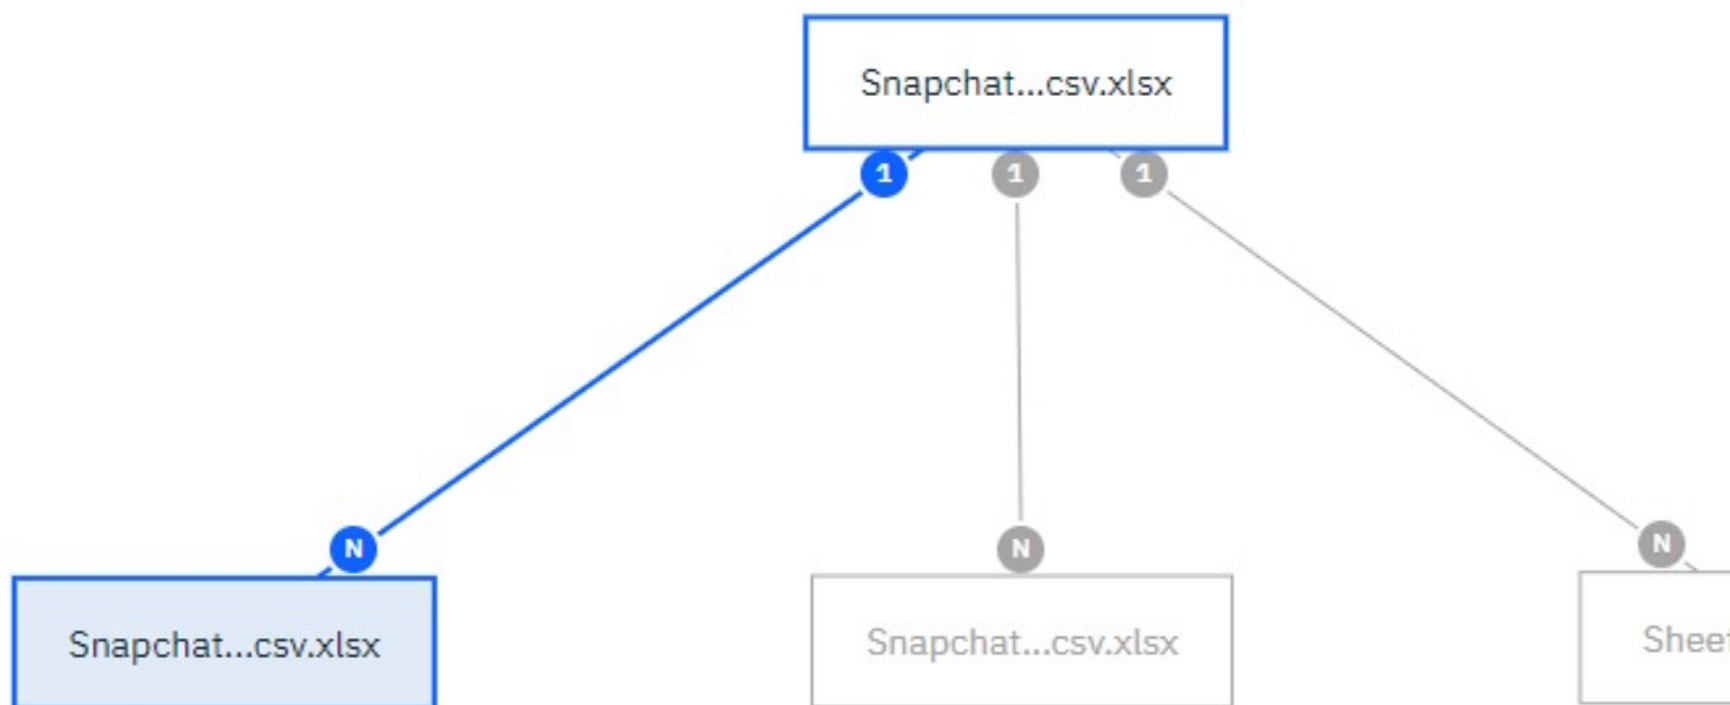 Snapchat...csv.xlsx
1 1 1
N N N
Snapchat...csv.xlsx Snapchat...csv.xlsx